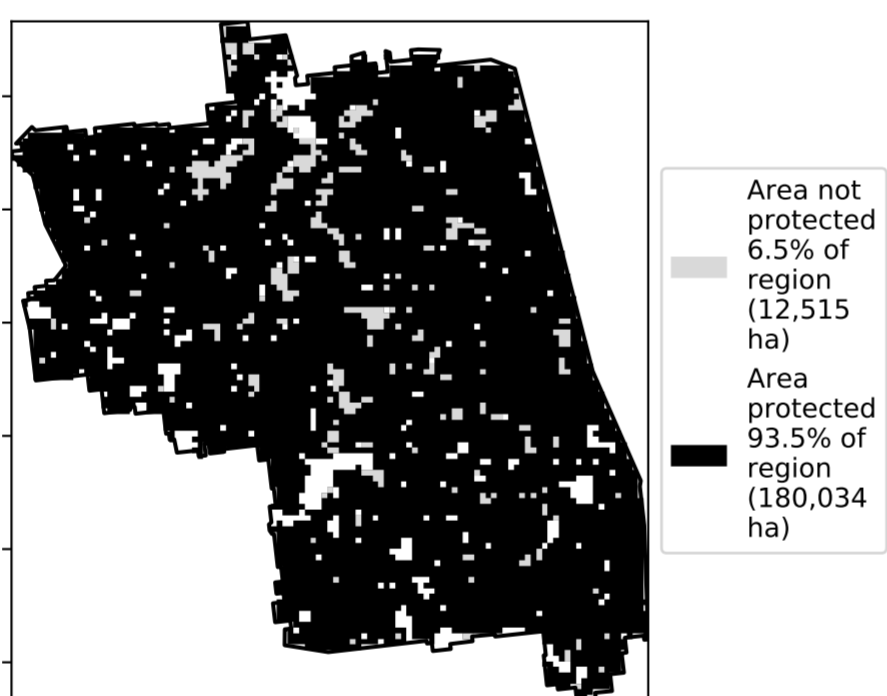 Area not
protected
6.5% of
region
(12,515
ha)
Area
protected
93.5% of
region
(180,034
ha)